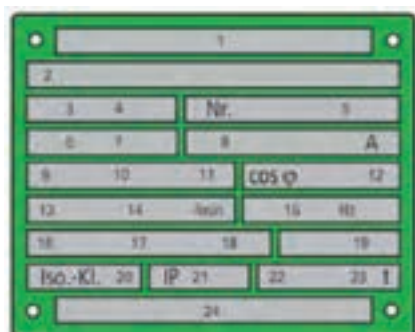 1
2
3 4 Nr. 5
6 7 8 A
9 10 11 cos φ 12
13 14 /min 15 Hz
16 17 18 19
Iso.-Kl. 20 IP 21 22 23 t
24